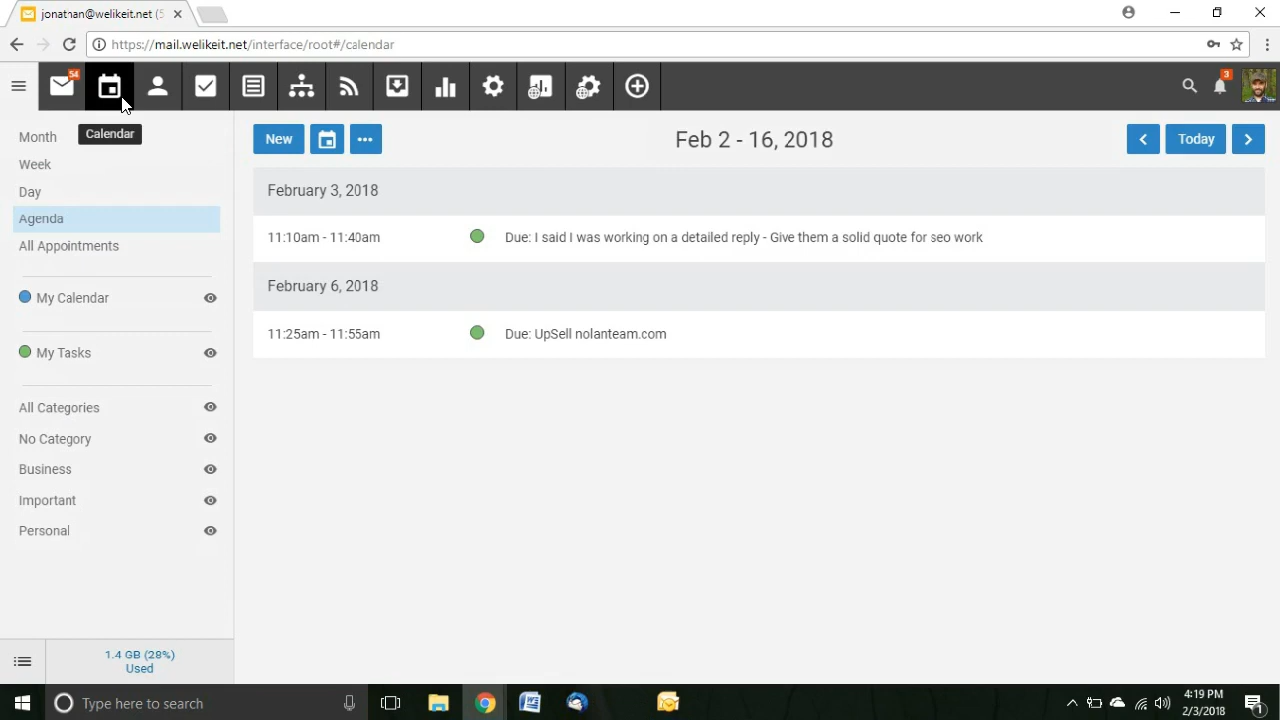 jonathan@welikeit.net (5
https://mail.welikeit.net/interface/root#/calendar
54
3
Calendar
Month
Week
Day
Agenda
All Appointments
My Calendar
My Tasks
All Categories
No Category
Business
Important
Personal
1.4 GB (28%)
Used
New
Feb 2 - 16, 2018
Today
February 3, 2018
11:10am - 11:40am Due: I said I was working on a detailed reply - Give them a solid quote for seo work
February 6, 2018
11:25am - 11:55am Due: UpSell nolanteam.com
Type here to search
4:19 PM
2/3/2018
1